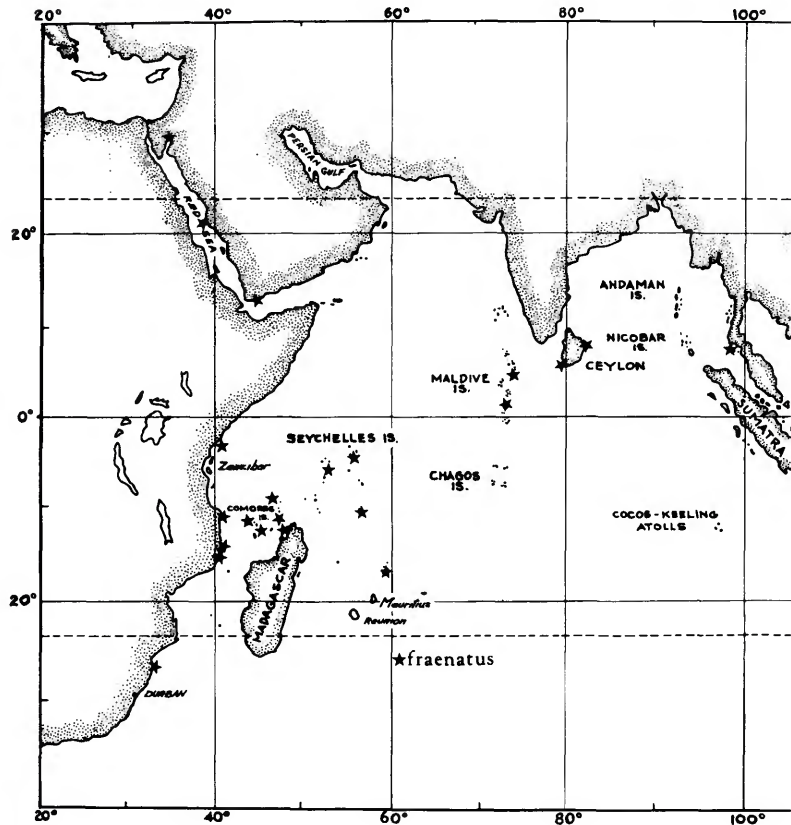 20° 40° 60° 80° 100°
PERSIAN GULF
RED SEA
20° 20°
ANDAMAN
IS.
NICOBAR
IS.
CEYLON
MALDIVE
IS.
SUMATRA
0° 0°
SEYCHELLES IS.
Zanzibar
CHAGOS
IS.
COMORES
IS.
COCOS-KEELING
ATOLLS
MADAGASCAR
20° 20°
Mauritius
Reunion
fraenatus
DURBAN
20° 40° 60° 80° 100°